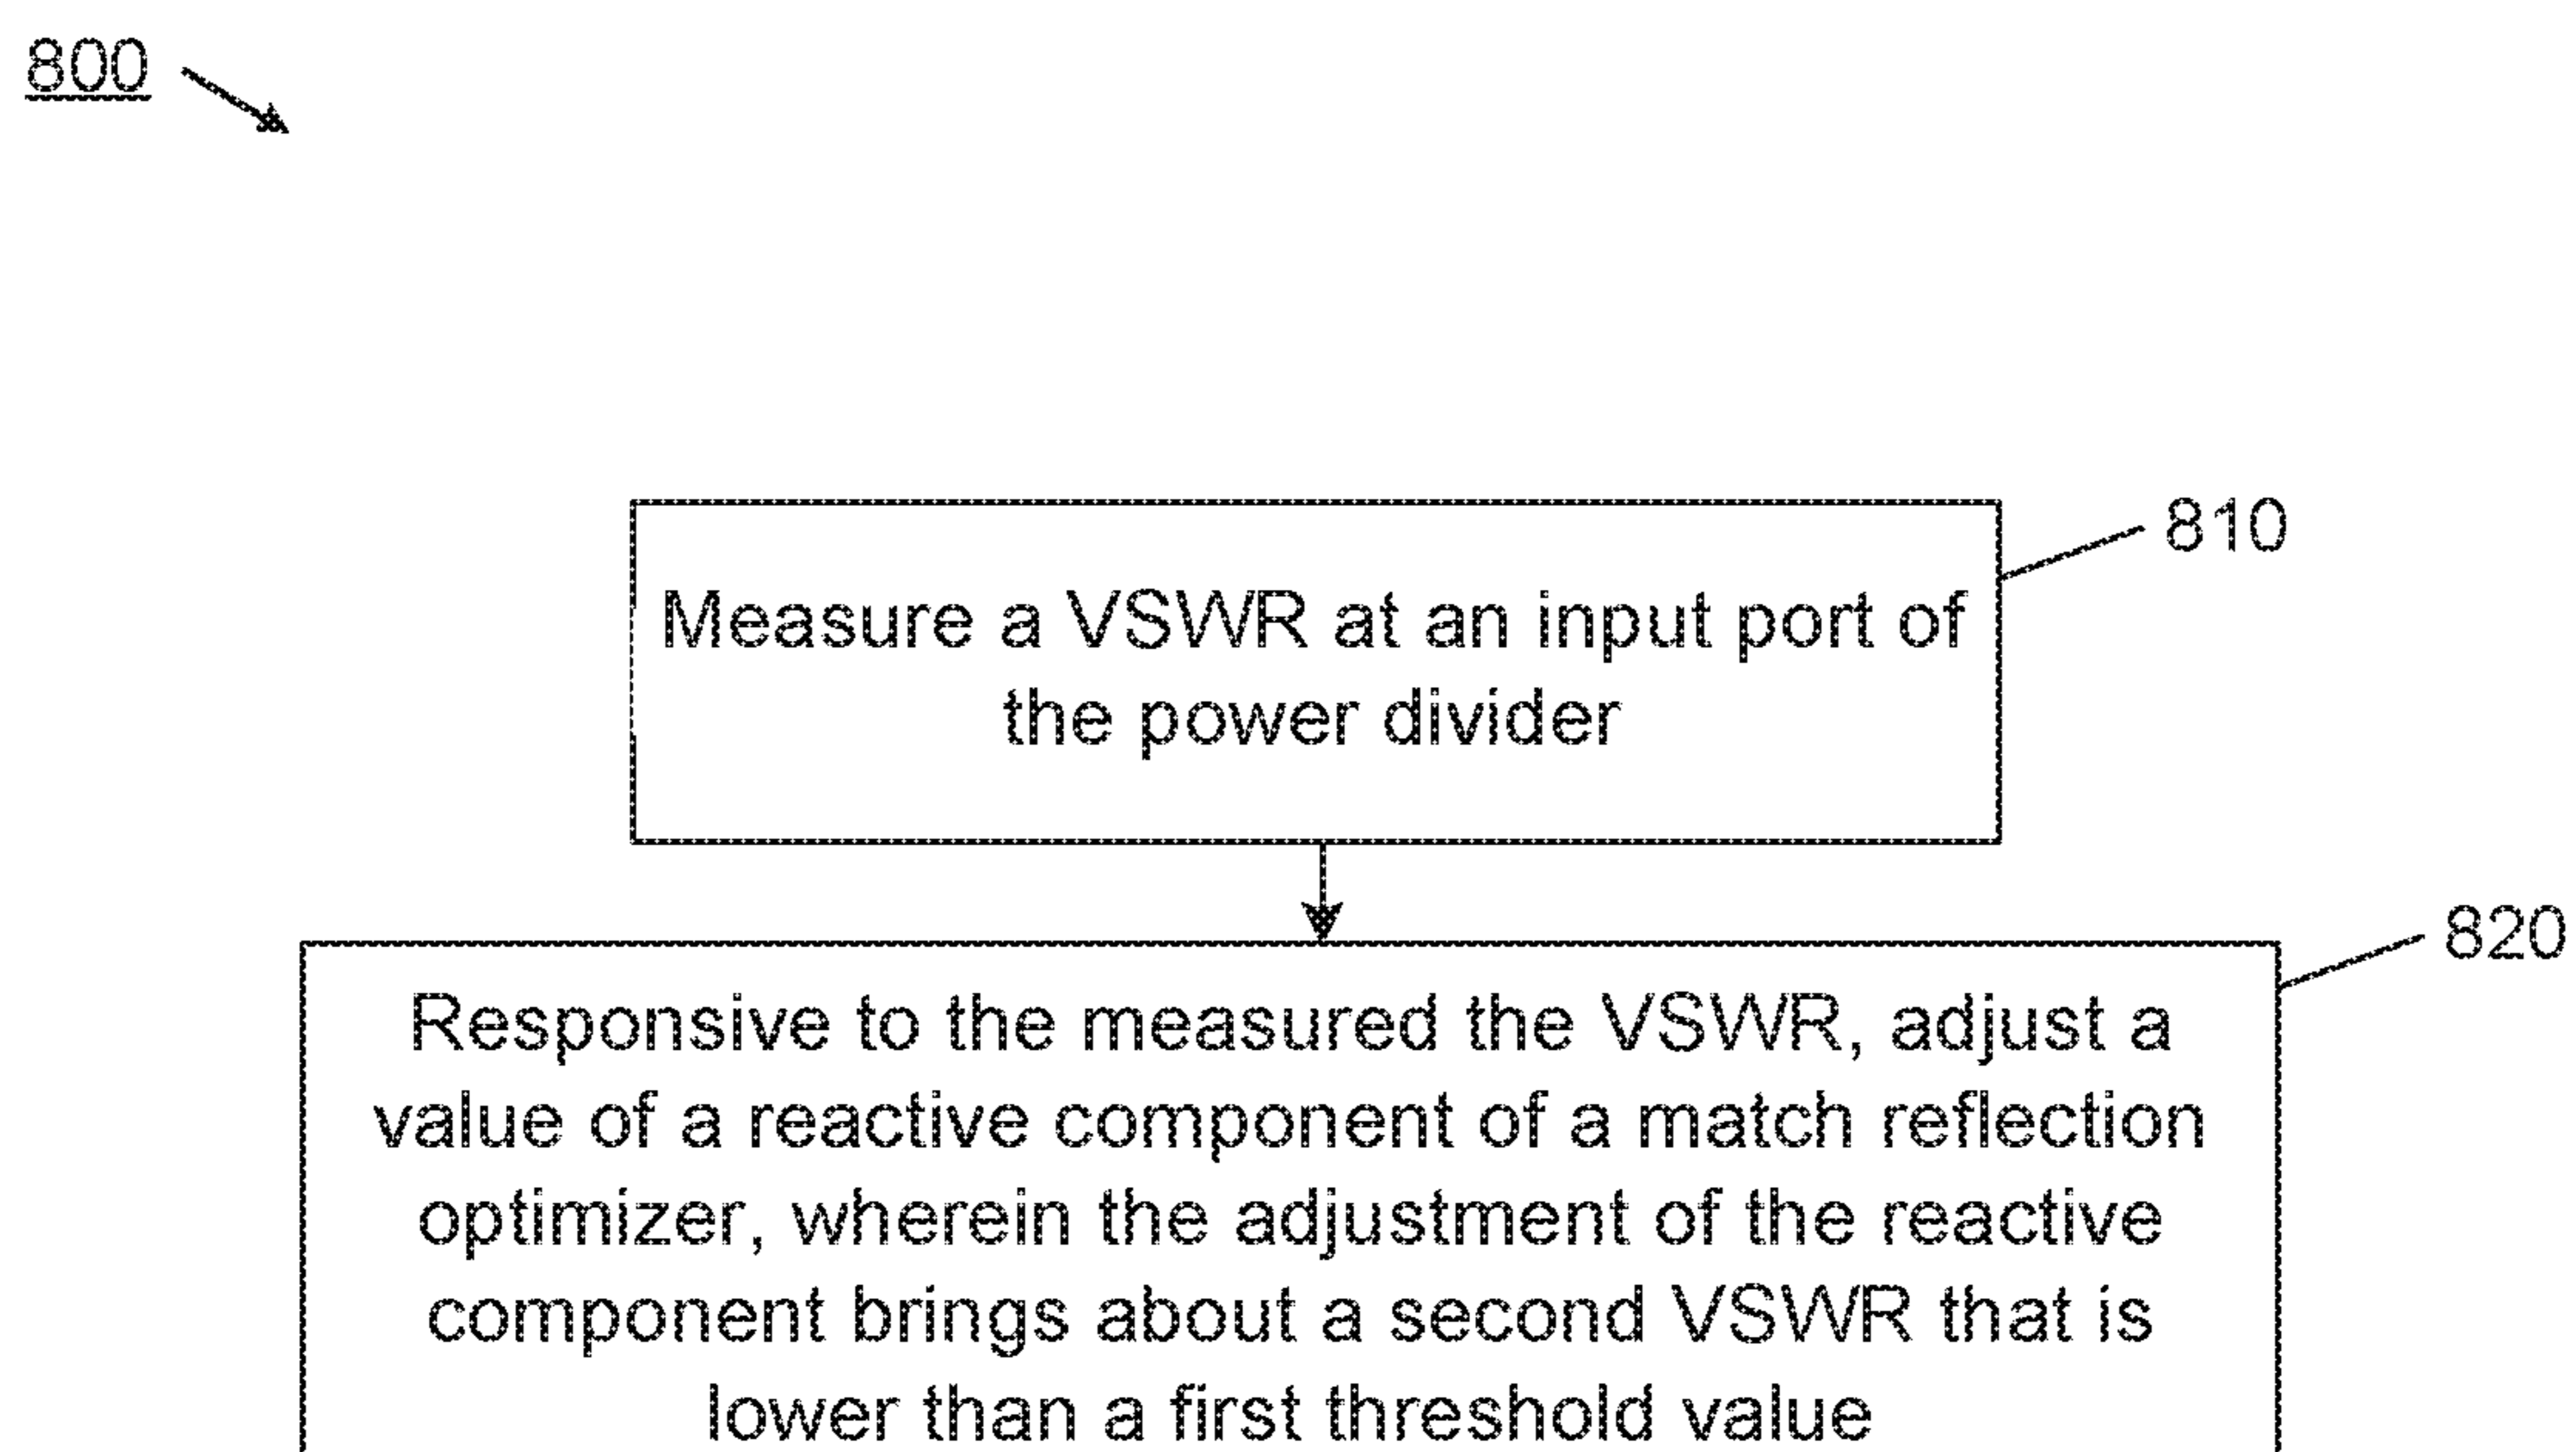 800
810
Measure a VSWR at an input port of
the power divider
820
Responsive to the measured the VSWR, adjust a
value of a reactive component of a match reflection
optimizer, wherein the adjustment of the reactive
component brings about a second VSWR that is
lower than a first threshold value